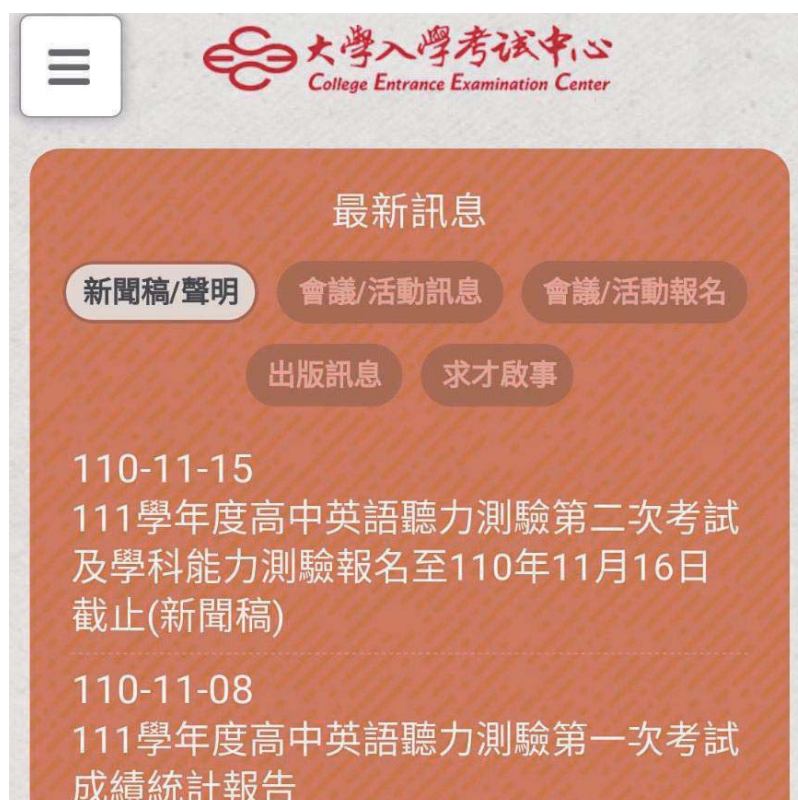 大學入學考試中心
College Entrance Examination Center
最新訊息
新聞稿/聲明 會議/活動訊息 會議/活動報名
出版訊息 求才啟事
110-11-15
111學年度高中英語聽力測驗第二次考試
及學科能力測驗報名至110年11月16日
截止(新聞稿)
110-11-08
111學年度高中英語聽力測驗第一次考試
成績統計報告